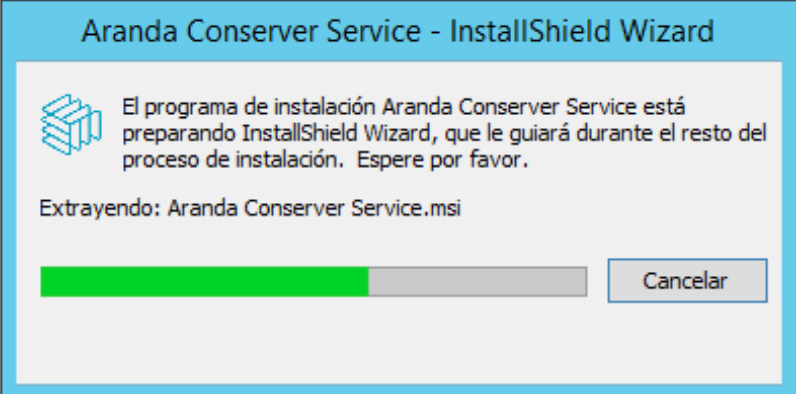 Aranda Conserver Service - InstallShield Wizard
El programa de instalación Aranda Conserver Service está
preparando InstallShield Wizard, que le guiará durante el resto del
proceso de instalación.  Espere por favor.
Extrayendo: Aranda Conserver Service.msi
Cancelar